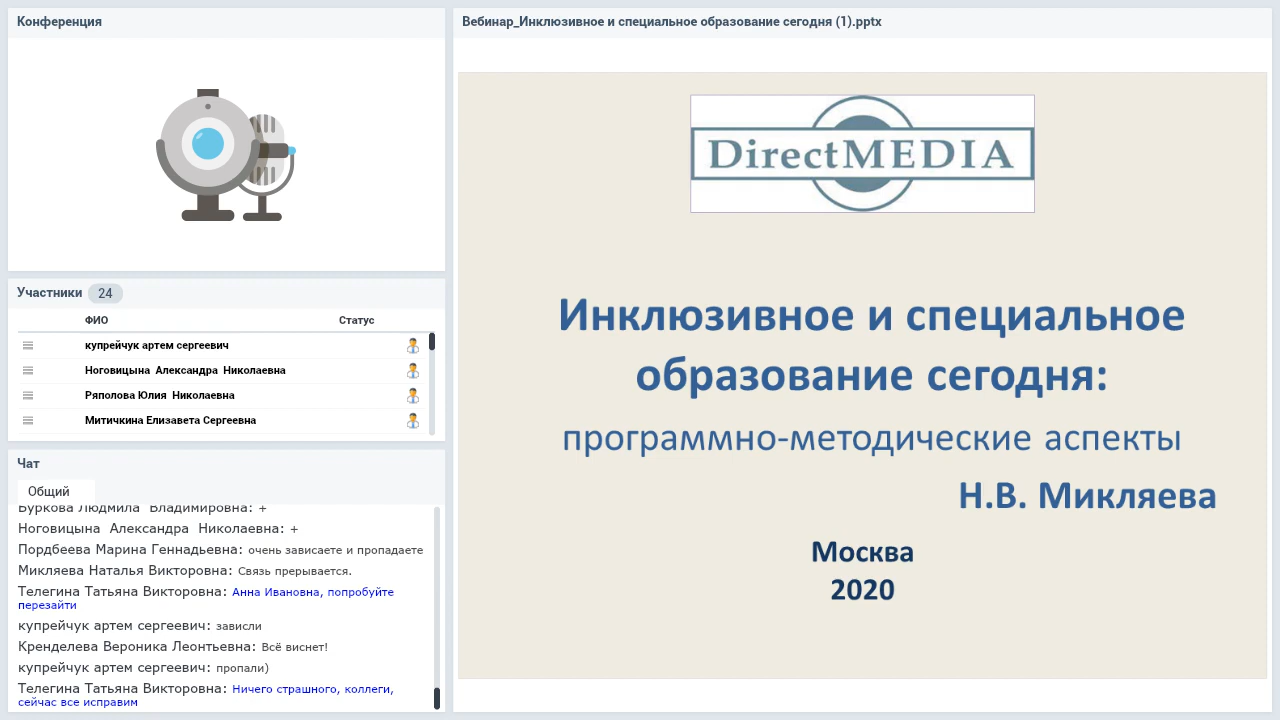 Конференция
Участники 24
ФИО Статус
купрейчук артем сергеевич
Ноговицына Александра Николаевна
Ряполова Юлия Николаевна
Митичкина Елизавета Сергеевна
Чат
Общий
Буркова Людмила Владимировна: +
Ноговицына Александра Николаевна: +
Пордбеева Марина Геннадьевна: очень зависаете и пропадаете
Микляева Наталья Викторовна: Связь прерывается.
Телегина Татьяна Викторовна: Анна Ивановна, попробуйте
перезайти
купрейчук артем сергеевич: зависли
Кренделева Вероника Леонтьевна: Всё виснет!
купрейчук артем сергеевич: пропали)
Телегина Татьяна Викторовна: Ничего страшного, коллеги,
сейчас все исправим
Вебинар_Инклюзивное и специальное образование сегодня (1).pptx
DirectMEDIA
Инклюзивное и специальное
образование сегодня:
программно-методические аспекты
Н.В. Микляева
Москва
2020